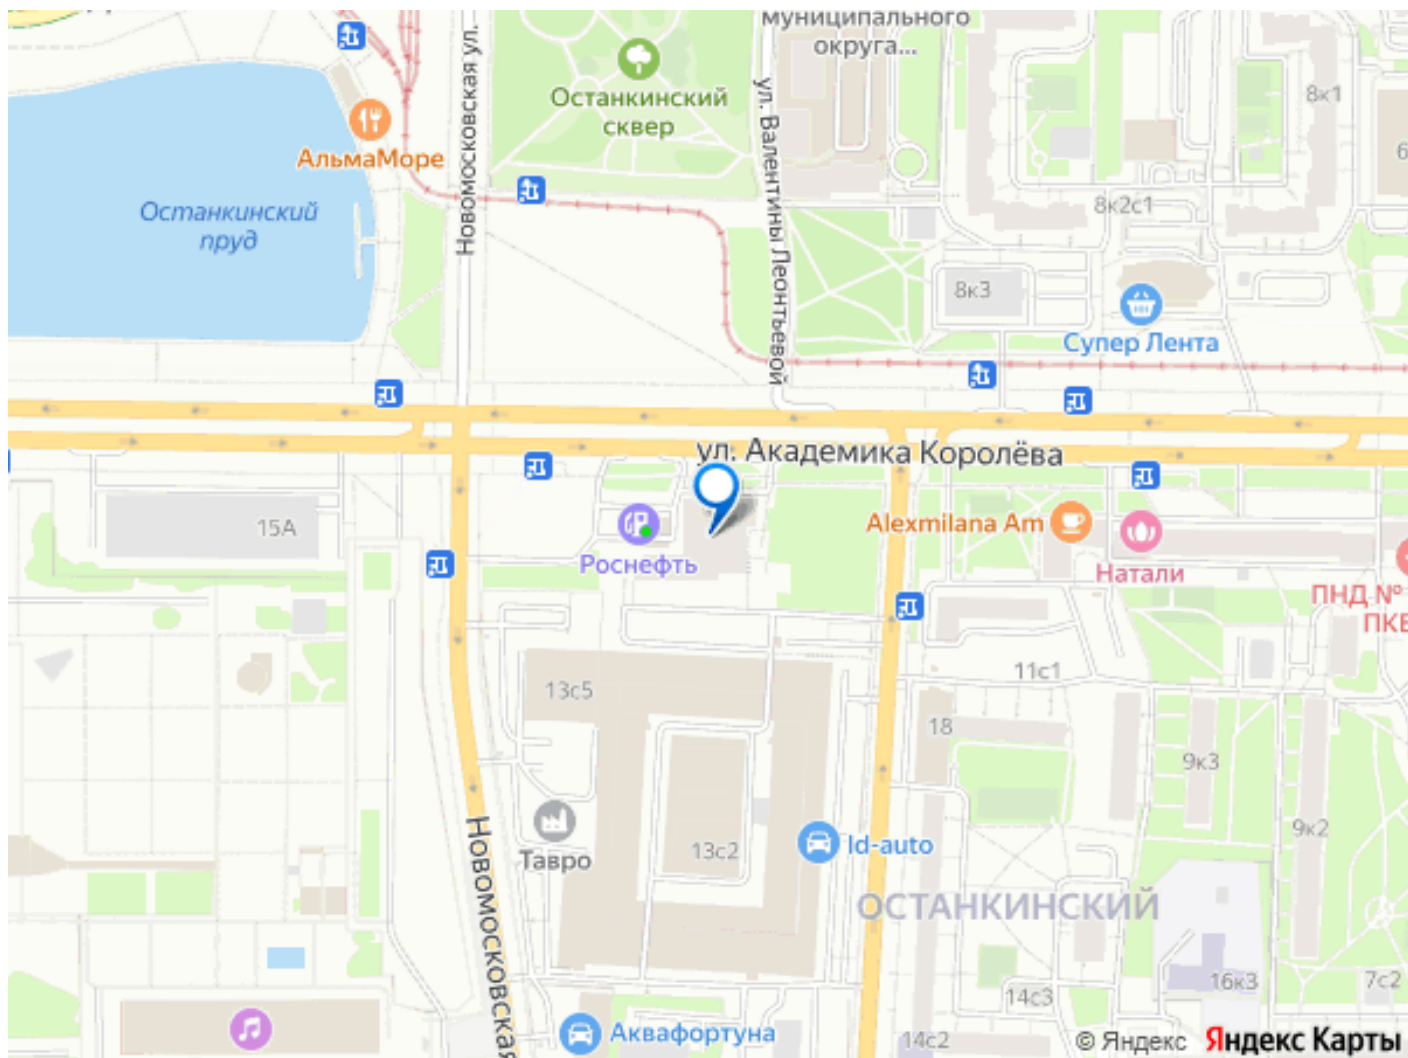 муниципального
округа...
Новомосковская ул.
Останкинский
сквер
ул. Валентины Леонтьевой
8к1
АльмаМоре
Останкинский
пруд
8к2с1
8к3
Супер Лента
ул. Академика Королёва
15А
Роснефть
Alexmilana Am
Натали
ПНД №
13с5
11с1
18
9к3
9к2
Тавро
13с2
Id-auto
ОСТАНКИНСКИЙ
Новомосковская
16к3
7с2
14с3
14с2
Аквафортуна
© Яндекс Яндекс Карты